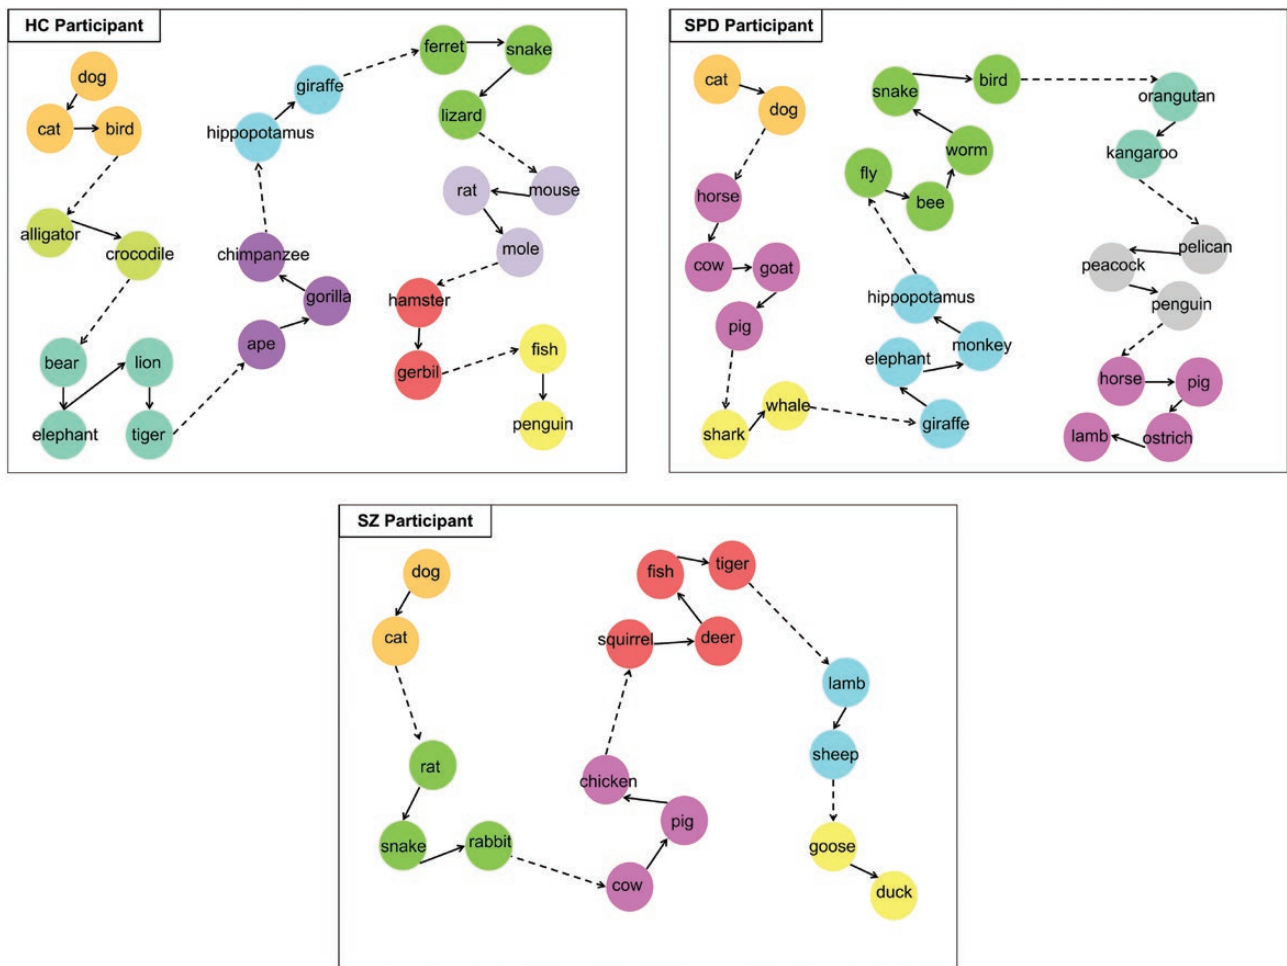 HC Participant
dog
cat
bird
alligator
crocodile
bear
lion
elephant
tiger
ape
gorilla
chimpanzee
hippopotamus
giraffe
ferret
snake
lizard
mouse
rat
mole
hamster
gerbil
fish
penguin
SPD Participant
cat
dog
horse
cow
goat
pig
shark
whale
giraffe
elephant
monkey
hippopotamus
fly
bee
worm
snake
bird
orangutan
kangaroo
pelican
peacock
penguin
horse
pig
ostrich
lamb
SZ Participant
dog
cat
rat
snake
rabbit
cow
pig
chicken
squirrel
deer
fish
tiger
lamb
sheep
goose
duck